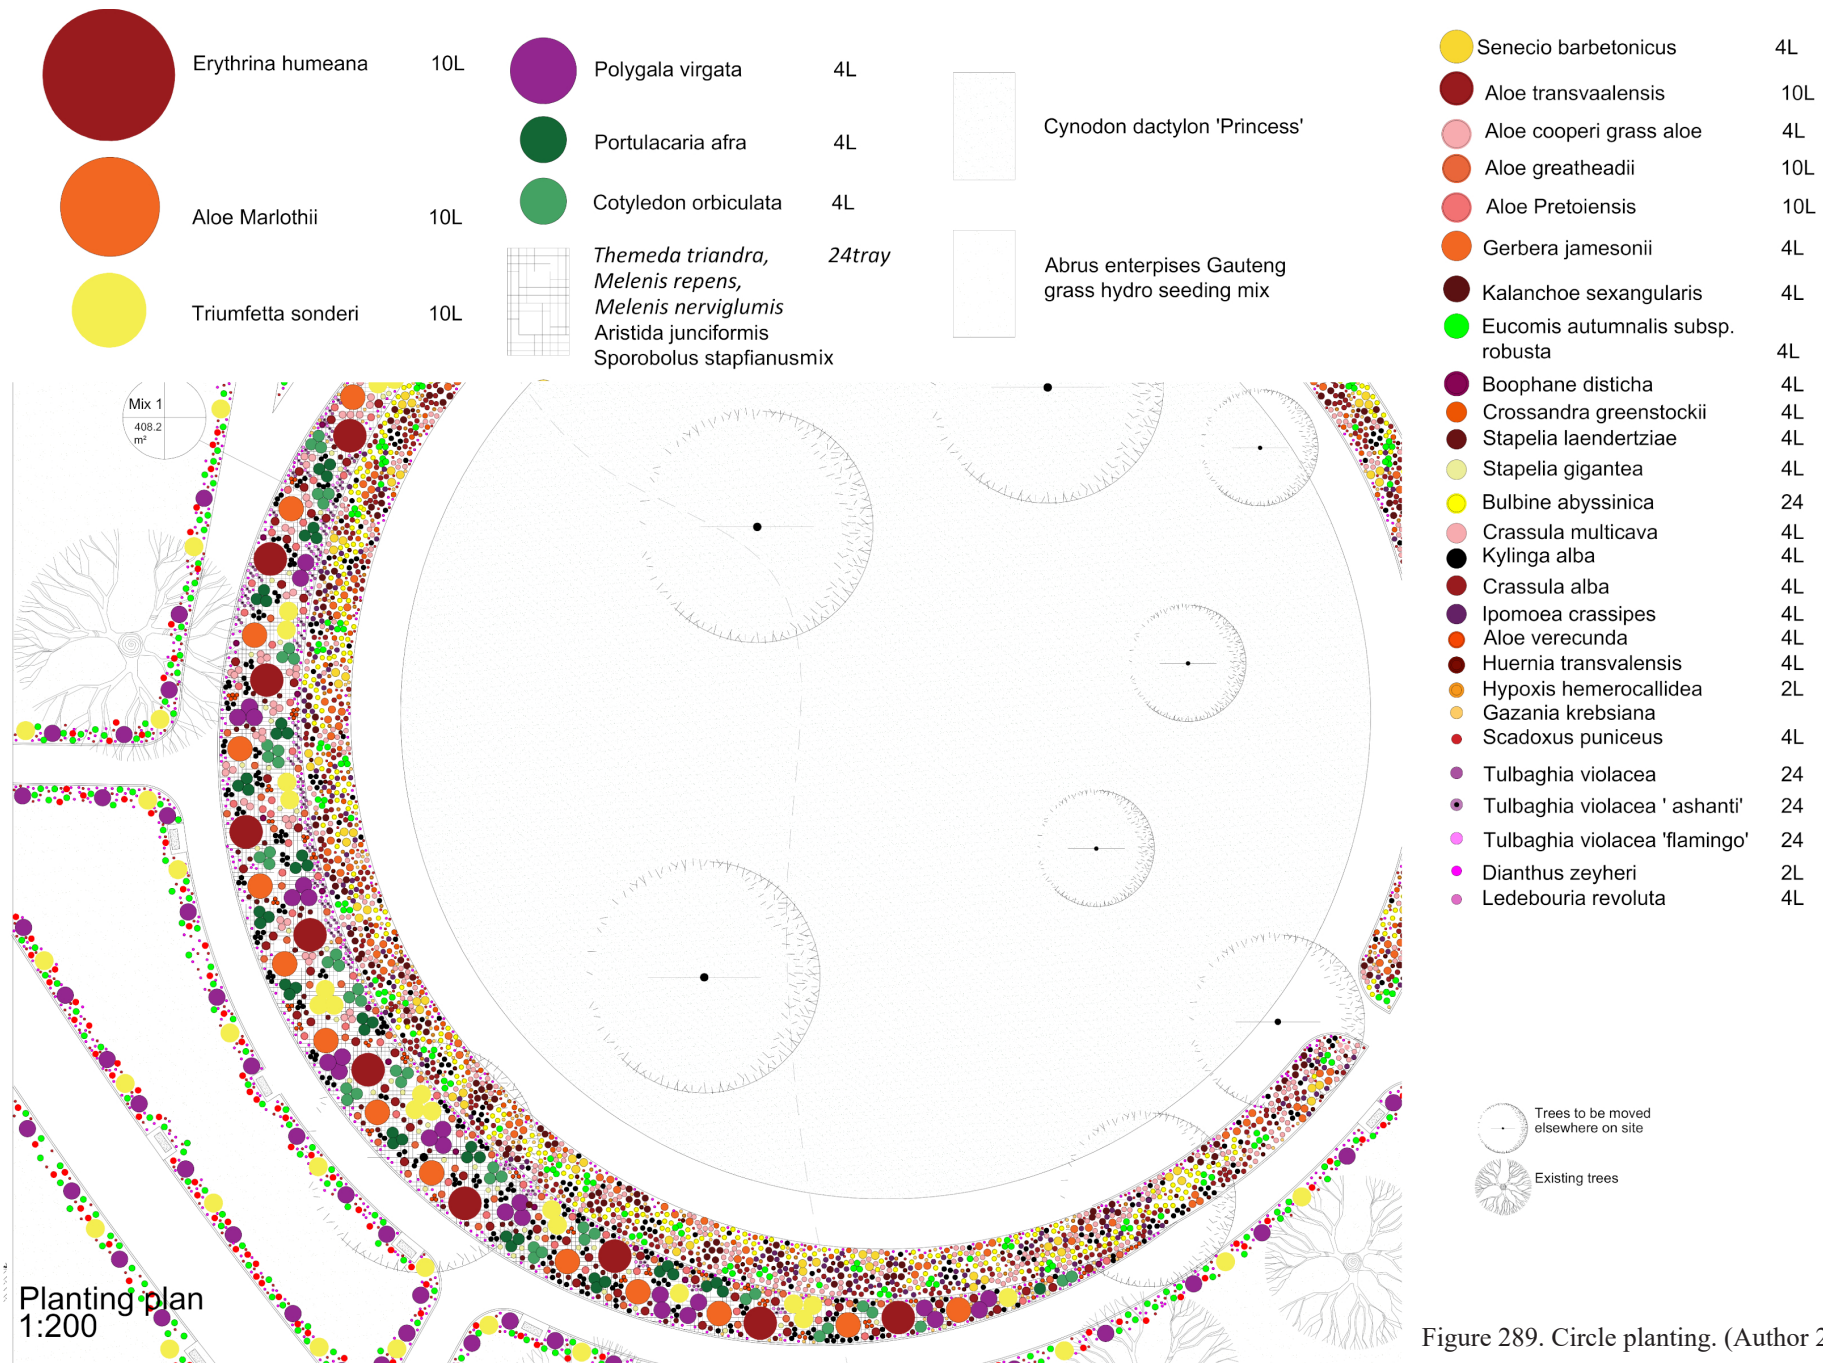 Erythrina humeana 10L
Aloe Marlothii 10L
Triumfetta sonderi 10L
Polygala virgata 4L
Portulacaria afra 4L
Cotyledon orbiculata 4L
Themeda triandra, 24tray
Melenis repens,
Melenis nerviglumis
Aristida junciformis
Sporobolus stapfianusmix
Cynodon dactylon 'Princess'
Abrus enterpises Gauteng
grass hydro seeding mix
Senecio barbetonicus 4L
Aloe transvaalensis 10L
Aloe cooperi grass aloe 4L
Aloe greatheadii 10L
Aloe Pretoiensis 10L
Gerbera jamesonii 4L
Kalanchoe sexangularis 4L
Eucomis autumnalis subsp.
robusta 4L
Boophane disticha 4L
Crossandra greenstockii 4L
Stapelia laendertziae 4L
Stapelia gigantea 4L
Bulbine abyssinica 24
Crassula multicava 4L
Kylinga alba 4L
Crassula alba 4L
Ipomoea crassipes 4L
Aloe verecunda 4L
Huernia transvalensis 4L
Hypoxis hemerocallidea 2L
Gazania krebsiana
Scadoxus puniceus 4L
Tulbaghia violacea 24
Tulbaghia violacea ' ashanti' 24
Tulbaghia violacea 'flamingo' 24
Dianthus zeyheri 2L
Ledebouria revoluta 4L
Mix 1
408.2
m²
Trees to be moved
elsewhere on site
Existing trees
Planting plan
1:200
Figure 289. Circle planting. (Author 2